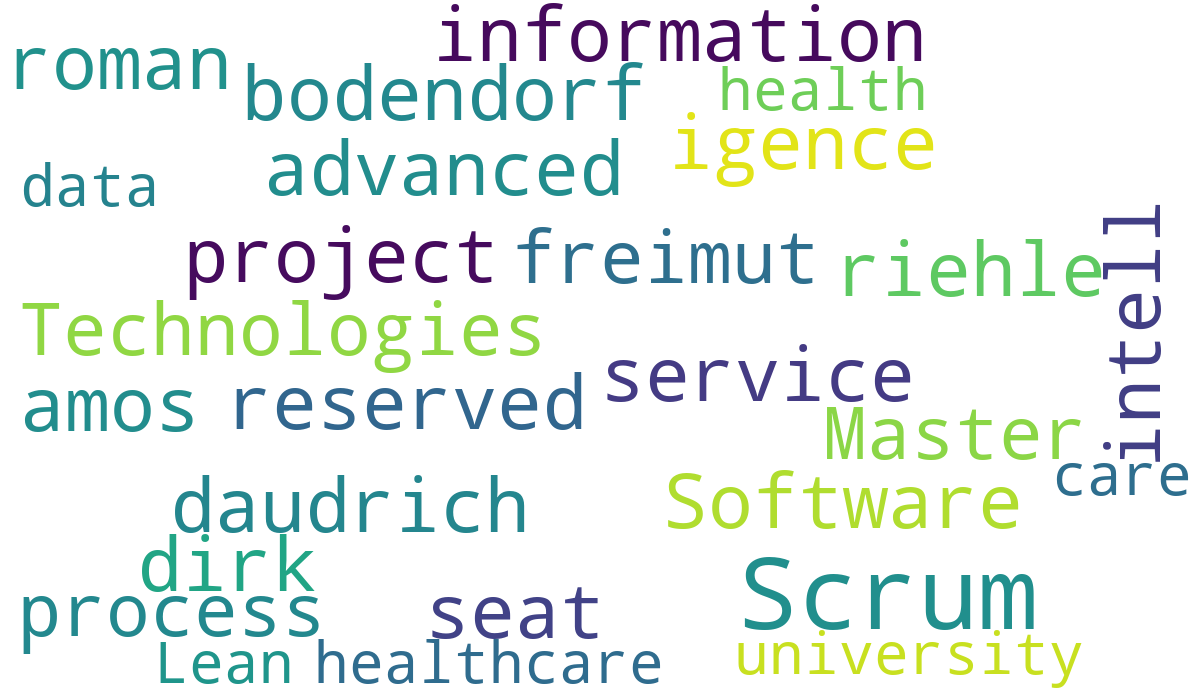 information
roman
bodendorf
health
igence
advanced
data
intell
project
freimut
riehle
Technologies
service
amos
reserved
Master
care
daudrich
Software
dirk
Scrum
process
seat
university
Lean
healthcare